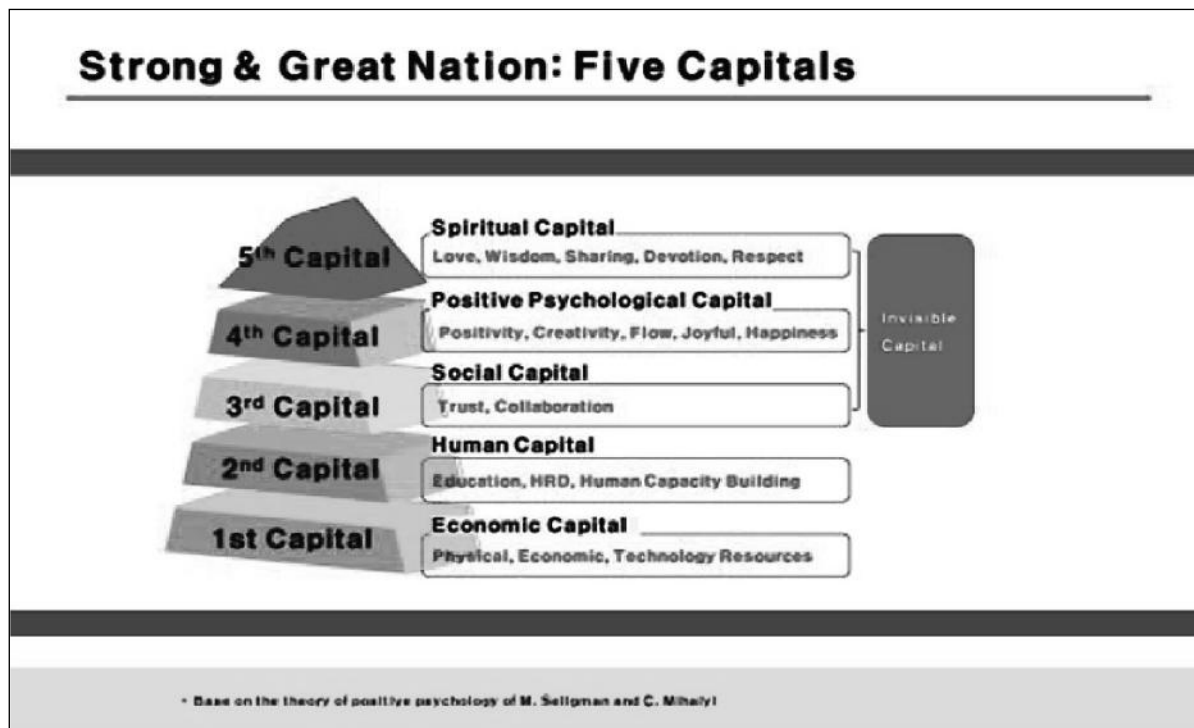 Strong & Great Nation: Five Capitals
5th Capital
Spiritual Capital
Love, Wisdom, Sharing, Devotion, Respect
4th Capital
Positive Psychological Capital
Positivity, Creativity, Flow, Joyful, Happiness
3rd Capital
Social Capital
Trust, Collaboration
2nd Capital
Human Capital
Education, HRD, Human Capacity Building
1st Capital
Economic Capital
Physical, Economic, Technology Resources
Invisible
Capital
• Base on the theory of positive psychology of M. Seligman and C. Mihalyi